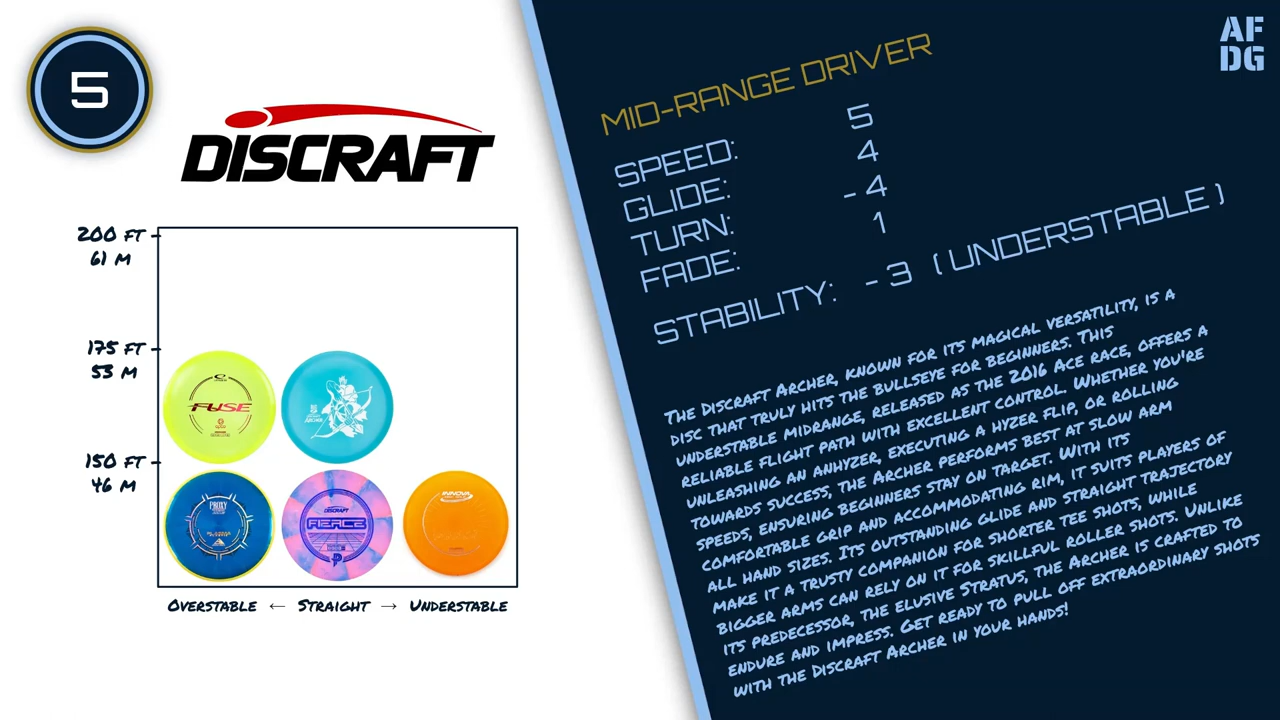 5
DISCRAFT
200 FT
61 M
175 FT
53 M
150 FT
46 M
FUSE
ARCHER
PROXY
DISCRAFT
FIERCE
INNOVA
OVERSTABLE ← STRAIGHT → UNDERSTABLE
AF
DG
MID-RANGE DRIVER
SPEED: 5
GLIDE: 4
TURN: -4
FADE: 1
STABILITY: -3 (UNDERSTABLE)
THE DISCRAFT ARCHER, KNOWN FOR ITS MAGICAL VERSATILITY, IS A
DISC THAT TRULY HITS THE BULLSEYE FOR BEGINNERS. THIS
UNDERSTABLE MIDRANGE, RELEASED AS THE 2016 ACE RACE, OFFERS A
RELIABLE FLIGHT PATH WITH EXCELLENT CONTROL. WHETHER YOU'RE
UNLEASHING AN ANHYZER, EXECUTING A HYZER FLIP, OR ROLLING
TOWARDS SUCCESS, THE ARCHER PERFORMS BEST AT SLOW ARM
SPEEDS, ENSURING BEGINNERS STAY ON TARGET. WITH ITS
COMFORTABLE GRIP AND ACCOMMODATING RIM, IT SUITS PLAYERS OF
ALL HAND SIZES. ITS OUTSTANDING GLIDE AND STRAIGHT TRAJECTORY
MAKE IT A TRUSTY COMPANION FOR SHORTER TEE SHOTS, WHILE
BIGGER ARMS CAN RELY ON IT FOR SKILLFUL ROLLER SHOTS. UNLIKE
ITS PREDECESSOR, THE ELUSIVE STRATUS, THE ARCHER IS CRAFTED TO
ENDURE AND IMPRESS. GET READY TO PULL OFF EXTRAORDINARY SHOTS
WITH THE DISCRAFT ARCHER IN YOUR HANDS!